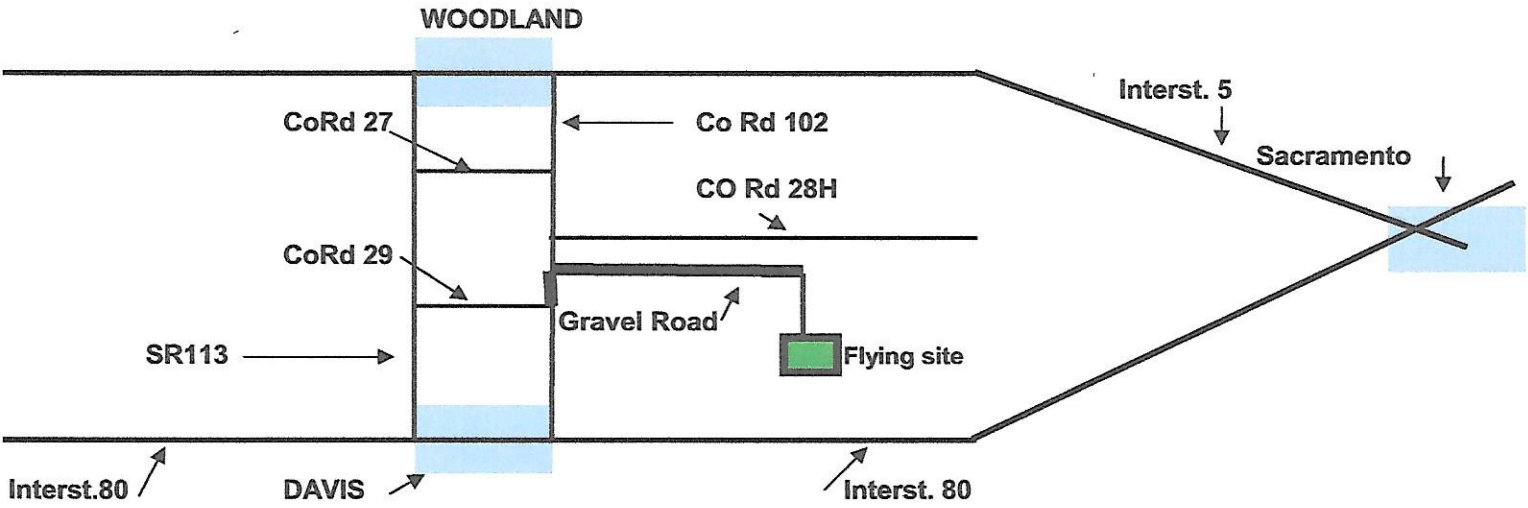 WOODLAND
Interst. 5
CoRd 27
Co Rd 102
Sacramento
CO Rd 28H
CoRd 29
Gravel Road
SR113
Flying site
Interst.80
DAVIS
Interst. 80